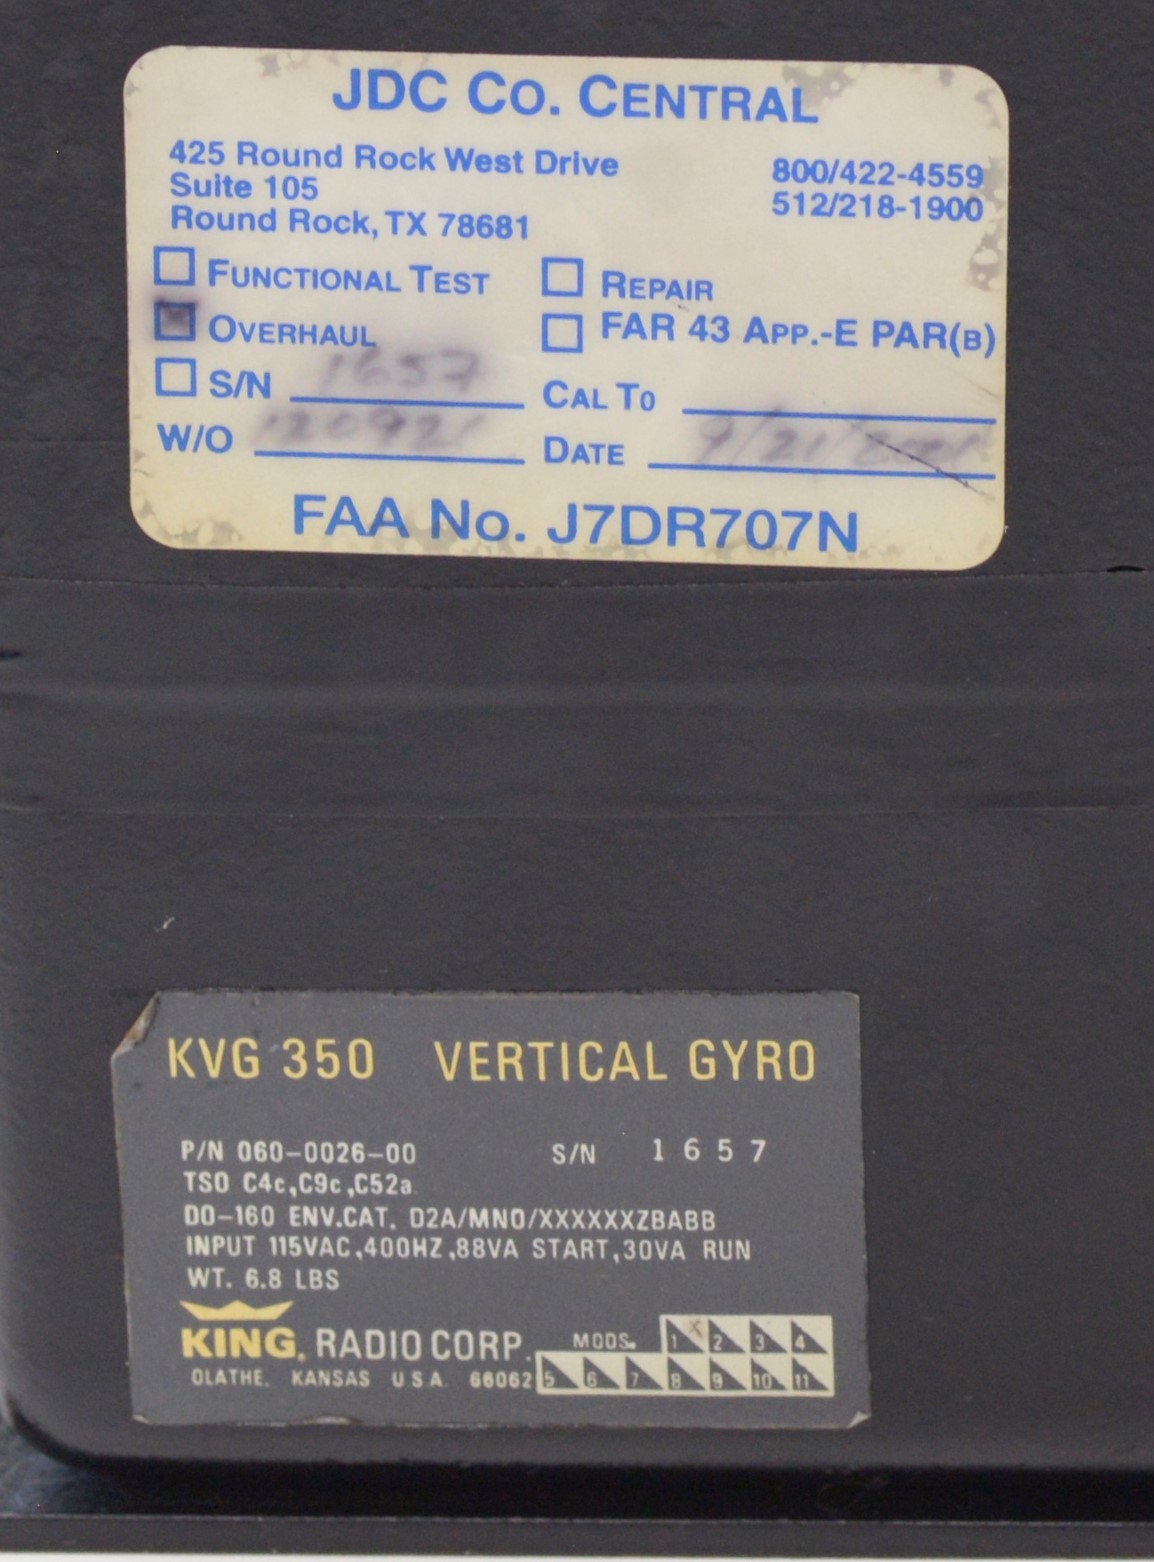 JDC CO. CENTRAL
425 Round Rock West Drive
Suite 105
Round Rock, TX 78681
800/422-4559
512/218-1900
FUNCTIONAL TEST
REPAIR
OVERHAUL
FAR 43 APP.-E PAR(B)
S/N 1657
CAL TO
W/O 120921
DATE 9/21/2001
FAA No. J7DR707N
KVG 350 VERTICAL GYRO
P/N 060-0026-00 S/N 1657
TSO C4c,C9c,C52a
DO-160 ENV.CAT. D2A/MNO/XXXXXXZBABB
INPUT 115VAC,400HZ,88VA START,30VA RUN
WT. 6.8 LBS
KING. RADIO CORP.
MODS. 1 2 3 4
OLATHE, KANSAS U S A 66062
5 6 7 8 9 10 11